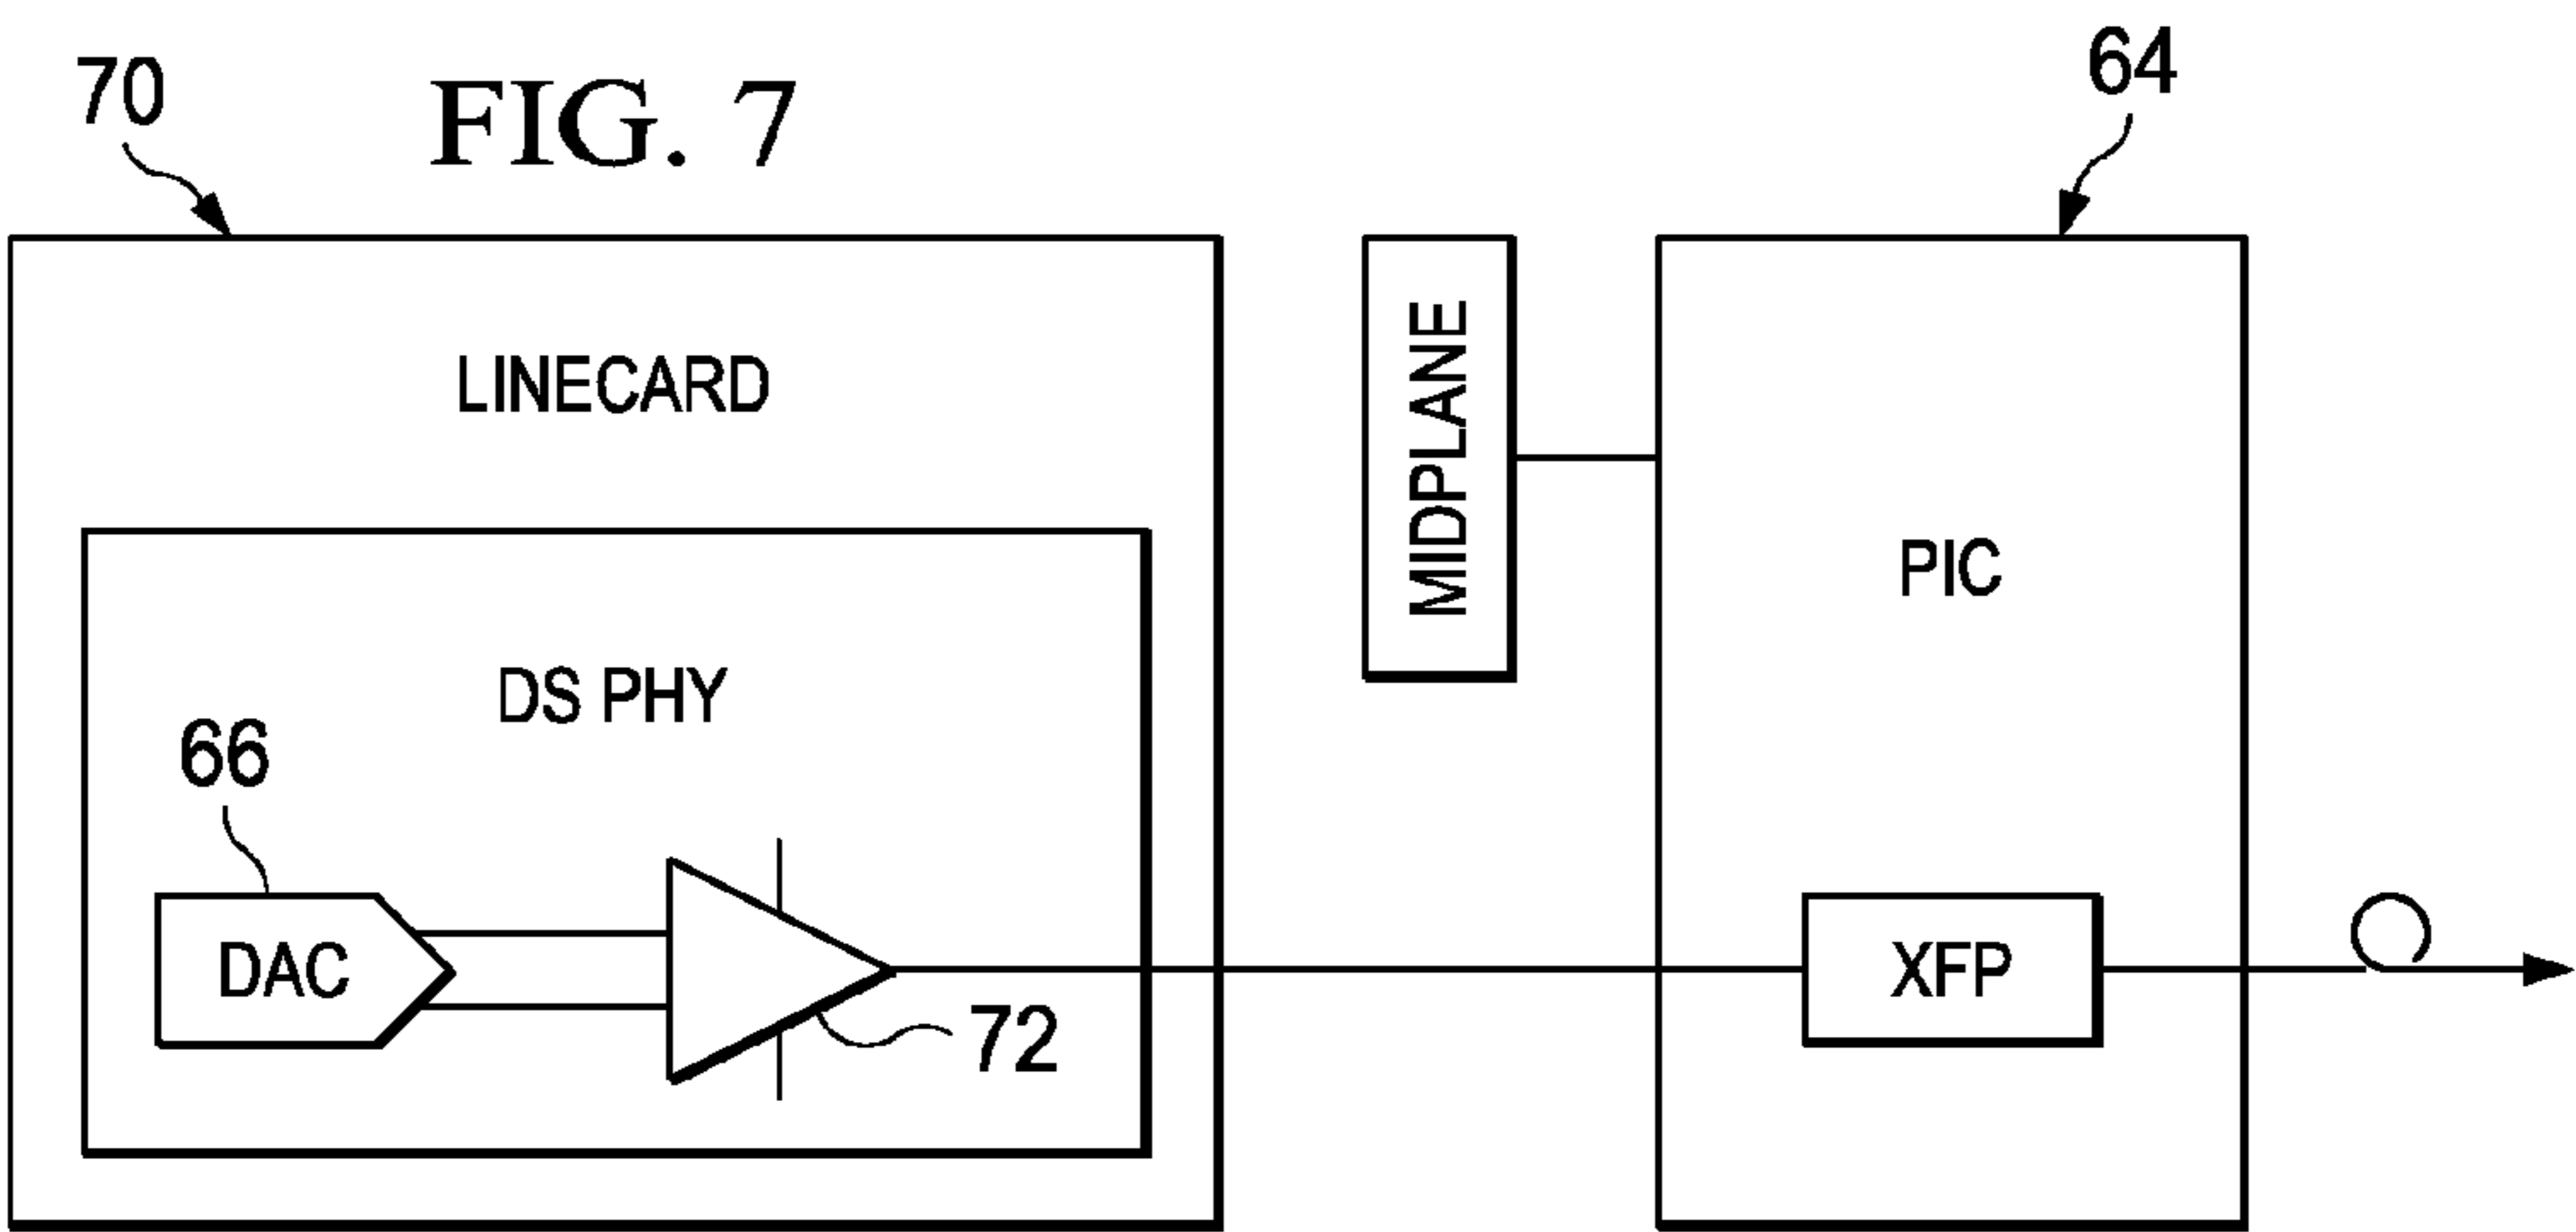 70
FIG. 7
64
LINECARD
MIDPLANE
PIC
DS PHY
66
DAC
72
XFP